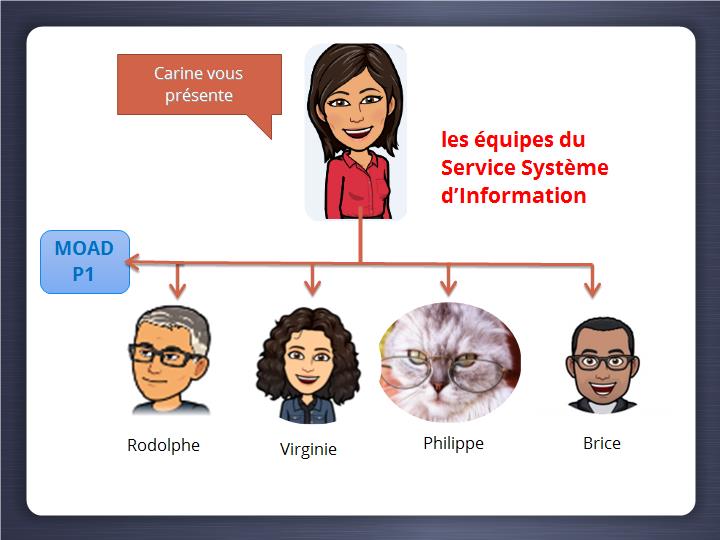 Carine vous
présente
les équipes du
Service Système
d’Information
MOAD
P1
Rodolphe
Virginie
Philippe
Brice